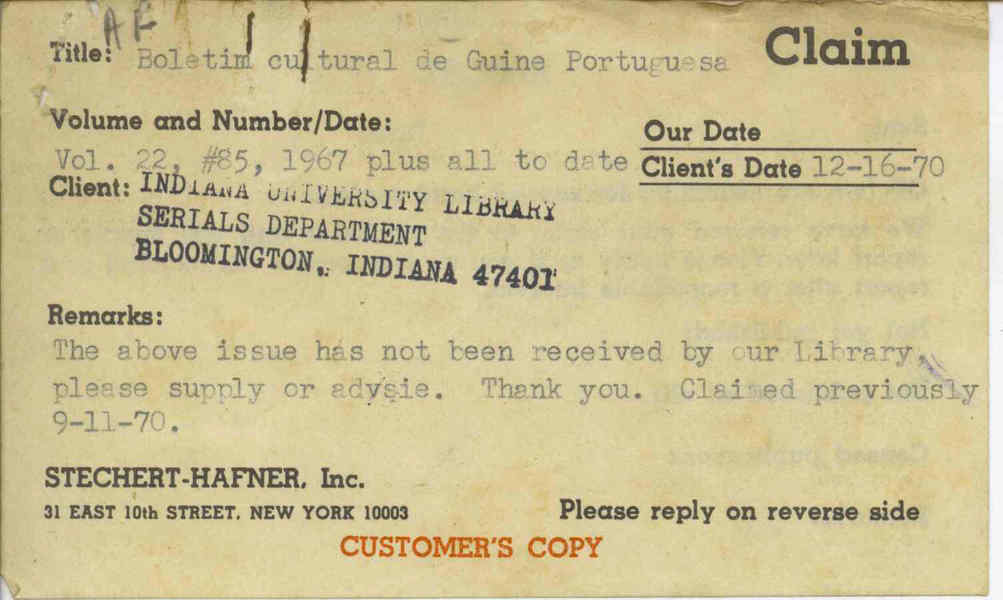 AF
Title: Boletim cultural de Guine Portuguesa
Claim
Volume and Number/Date:
Vol. 22, #85, 1967 plus all to date
Our Date
Client's Date 12-16-70
Client: INDIANA UNIVERSITY LIBRARY
SERIALS DEPARTMENT
BLOOMINGTON, INDIANA 47401
Remarks:
The above issue has not been received by our Library,
please supply or advsie. Thank you. Claimed previously
9-11-70.
STECHERT-HAFNER, Inc.
31 EAST 10th STREET, NEW YORK 10003
Please reply on reverse side
CUSTOMER'S COPY